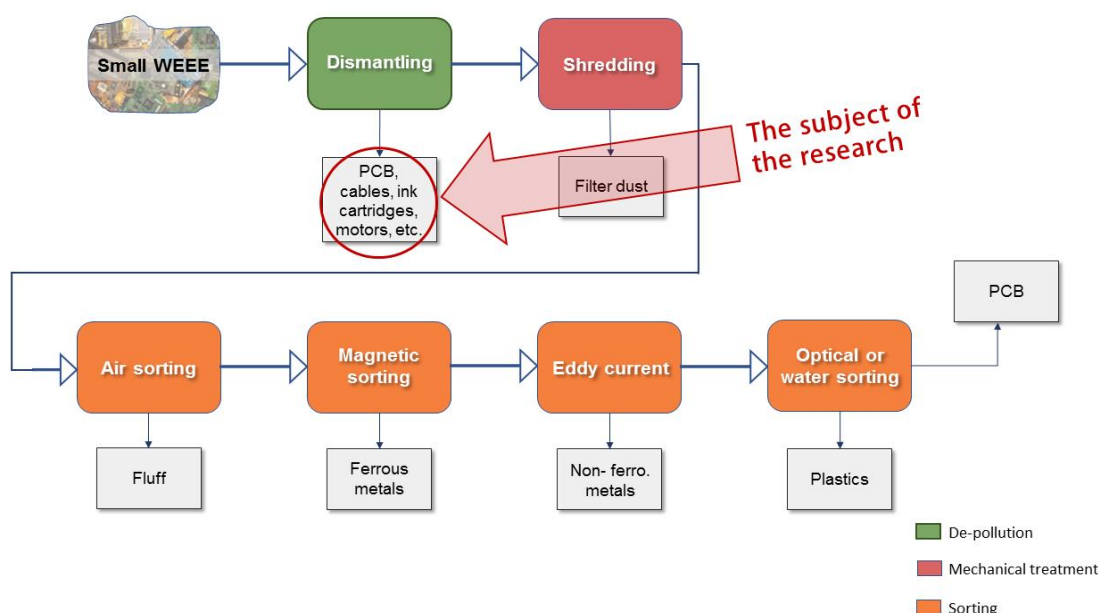 Small WEEE
Dismantling
Shredding
The subject of
the research
PCB,
cables, ink
cartridges,
motors, etc.
Filter dust
PCB
Air sorting
Magnetic
sorting
Eddy current
Optical or
water sorting
Fluff
Ferrous
metals
Non- ferro.
metals
Plastics
De-pollution
Mechanical treatment
Sorting